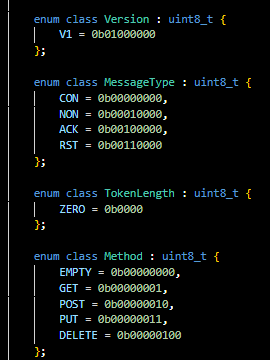 enum class Version : uint8_t {
V1 = 0b01000000
};
enum class MessageType : uint8_t {
CON = 0b00000000,
NON = 0b00010000,
ACK = 0b00100000,
RST = 0b00110000
};
enum class TokenLength : uint8_t {
ZERO = 0b0000
};
enum class Method : uint8_t {
EMPTY = 0b00000000,
GET = 0b00000001,
POST = 0b00000010,
PUT = 0b00000011,
DELETE = 0b00000100
};